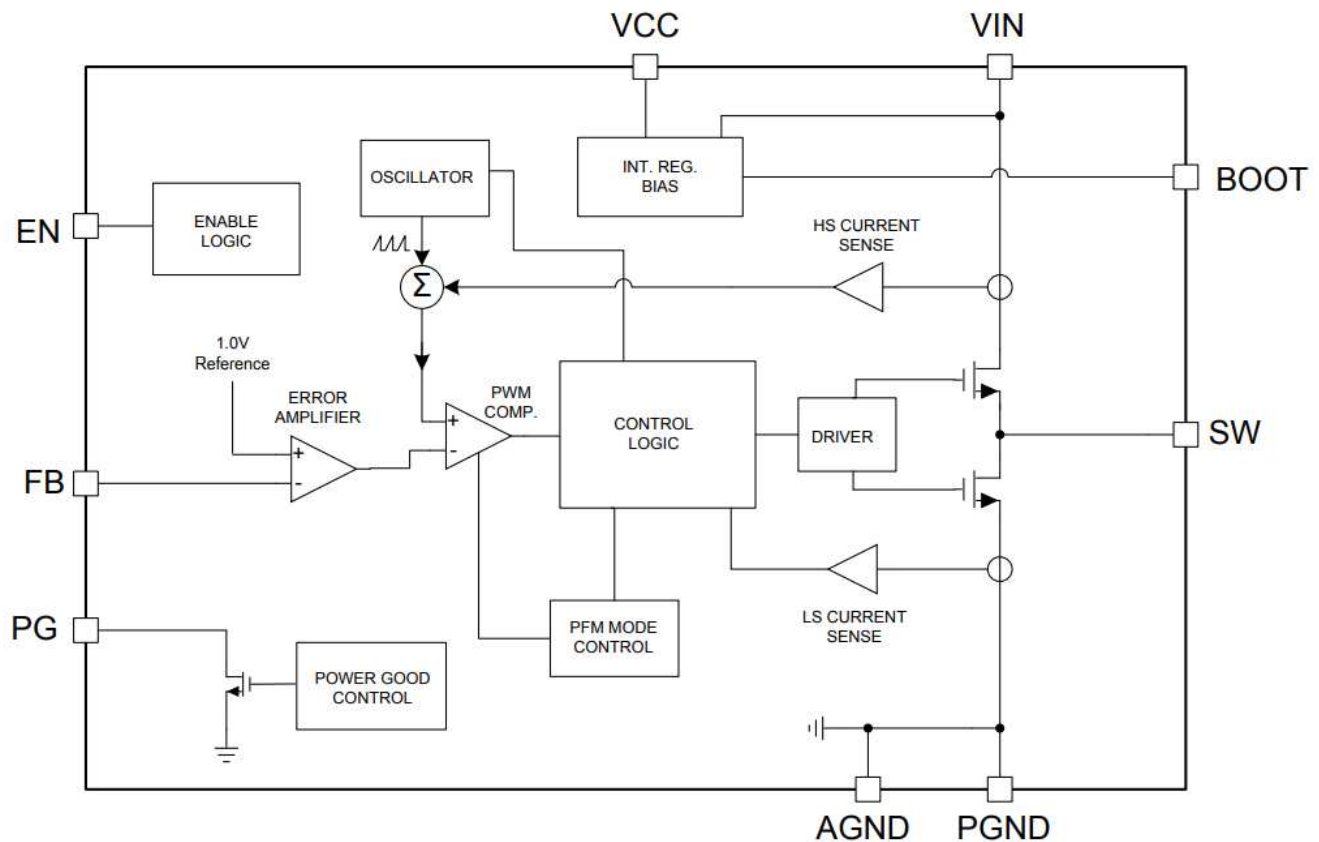 VCC
VIN
INT. REG.
BIAS
OSCILLATOR
BOOT
ENABLE
LOGIC
EN
HS CURRENT
SENSE
Σ
1.0V
Reference
ERROR
AMPLIFIER
PWM
COMP.
+
-
CONTROL
LOGIC
DRIVER
SW
+
-
FB
PFM MODE
CONTROL
LS CURRENT
SENSE
PG
POWER GOOD
CONTROL
AGND
PGND